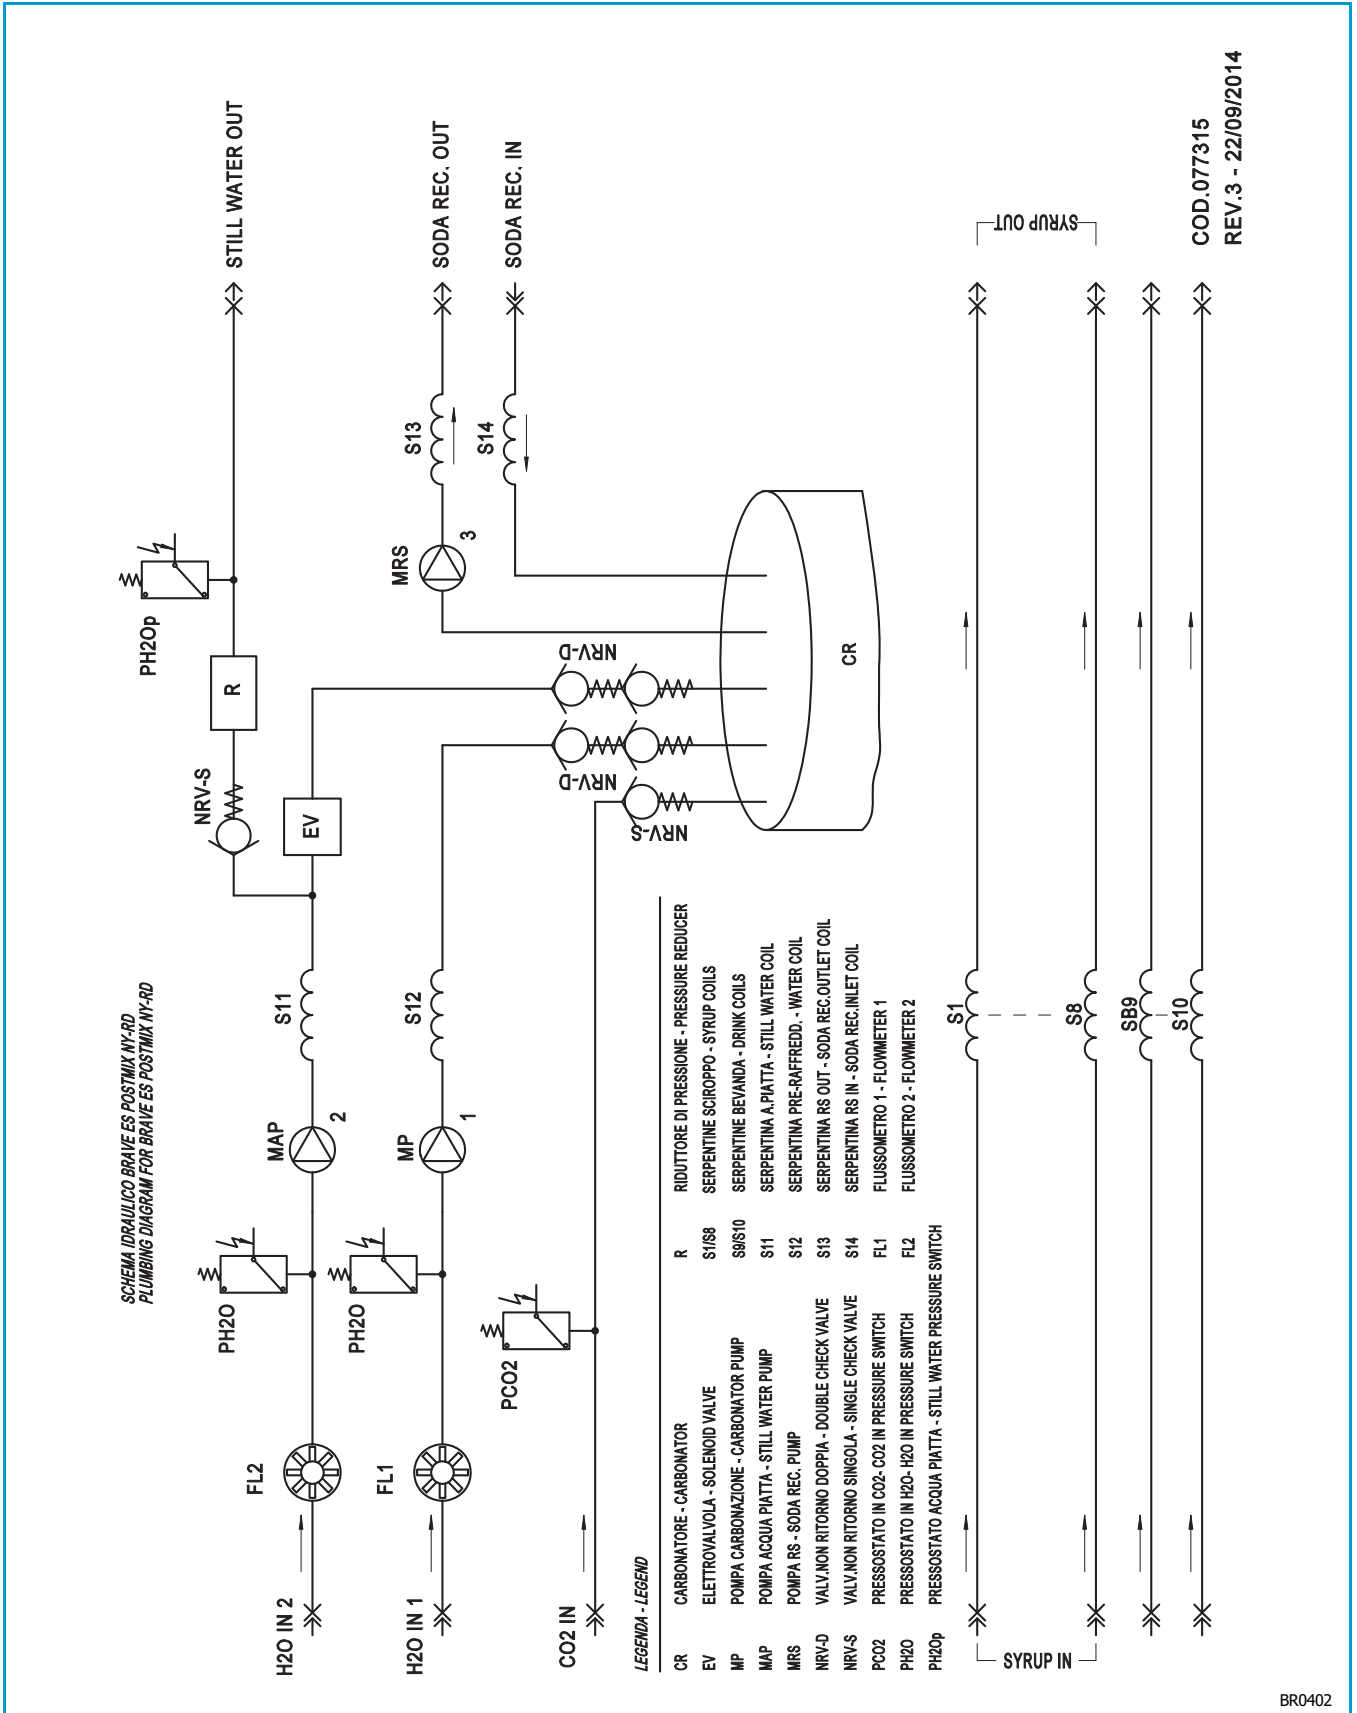 SCHEMA IDRAULICO BRAVE ES POSTMIX NY-RD
PLUMBING DIAGRAM FOR BRAVE ES POSTMIX NY-RD
PH2Op
STILL WATER OUT
NRV-S
R
H2O IN 2
FL2
PH2O
MAP
2
S11
EV
NRV-D
H2O IN 1
FL1
PH2O
MP
1
S12
NRV-D
MRS
3
S13
SODA REC. OUT
S14
SODA REC. IN
CO2 IN
PCO2
NRV-S
CR
LEGENDA - LEGEND
CR CARBONATORE - CARBONATOR
EV ELETTROVALVOLA - SOLENOID VALVE
MP POMPA CARBONAZIONE - CARBONATOR PUMP
MAP POMPA ACQUA PIATTA - STILL WATER PUMP
MRS POMPA RS - SODA REC. PUMP
NRV-D VALV.NON RITORNO DOPPIA - DOUBLE CHECK VALVE
NRV-S VALV.NON RITORNO SINGOLA - SINGLE CHECK VALVE
PCO2 PRESSOSTATO IN CO2- CO2 IN PRESSURE SWITCH
PH2O PRESSOSTATO IN H2O- H2O IN PRESSURE SWITCH
PH2Op PRESSOSTATO ACQUA PIATTA - STILL WATER PRESSURE SWITCH
R RIDUTTORE DI PRESSIONE - PRESSURE REDUCER
S1/S8 SERPENTINE SCIROPPO - SYRUP COILS
S9/S10 SERPENTINE BEVANDA - DRINK COILS
S11 SERPENTINA A.PIATTA - STILL WATER COIL
S12 SERPENTINA PRE-RAFFREDD. - WATER COIL
S13 SERPENTINA RS OUT - SODA REC.OUTLET COIL
S14 SERPENTINA RS IN - SODA REC.INLET COIL
FL1 FLUSSOMETRO 1 - FLOWMETER 1
FL2 FLUSSOMETRO 2 - FLOWMETER 2
SYRUP IN
S1
S8
SB9
S10
SYRUP OUT
COD.077315
REV.3 - 22/09/2014
BR0402